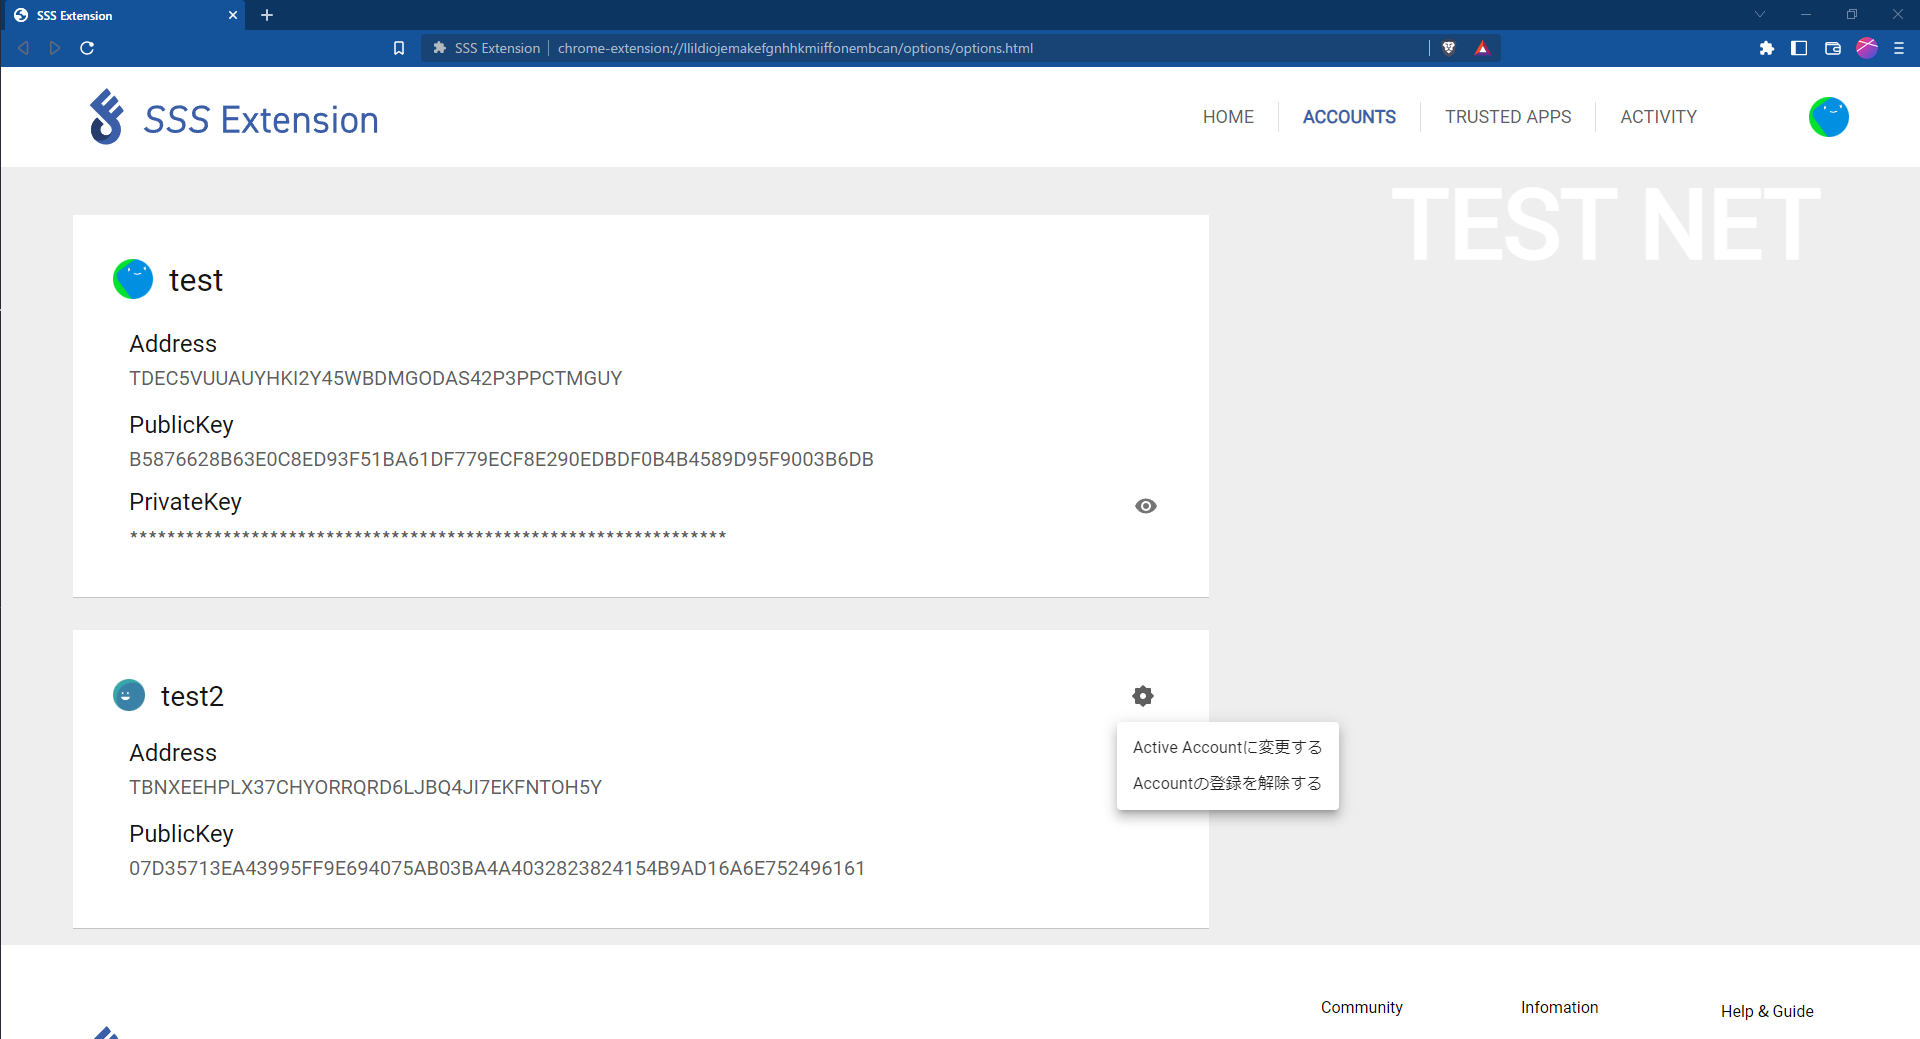 SSS Extension
SSS Extension | chrome-extension://llildiojemakefgnhhkmiiffonembcan/options/options.html
SSS Extension
HOME
ACCOUNTS
TRUSTED APPS
ACTIVITY
TEST NET
test
Address
TDEC5VUUAUYHKI2Y45WBDMGODAS42P3PPCTMGUY
PublicKey
B5876628B63E0C8ED93F51BA61DF779ECF8E290EDBDF0B4B4589D95F9003B6DB
PrivateKey
****************************************************************
test2
Address
TBNXEEHPLX37CHYORRQRD6LJBQ4JI7EKFNTOH5Y
PublicKey
07D35713EA43995FF9E694075AB03BA4A4032823824154B9AD16A6E752496161
Active Accountに変更する
Accountの登録を解除する
Community
Infomation
Help & Guide